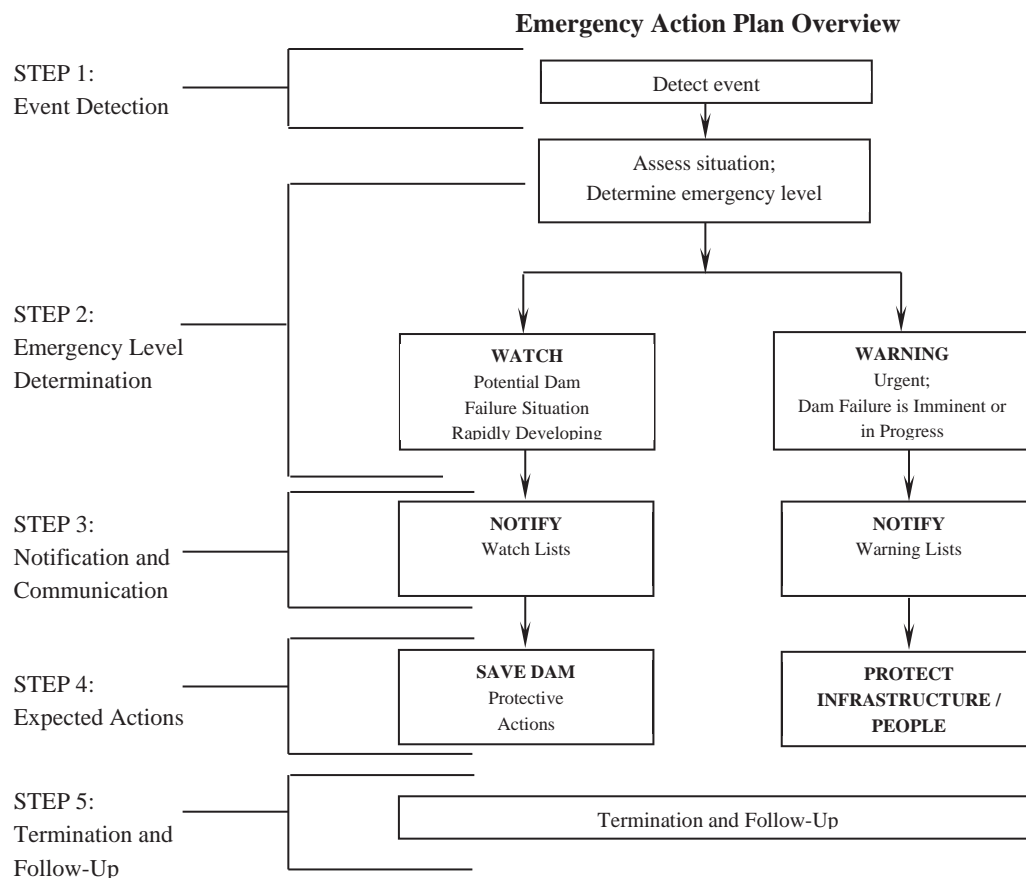 Emergency Action Plan Overview
STEP 1:
Event Detection
Detect event
Assess situation;
Determine emergency level
STEP 2:
Emergency Level
Determination
WATCH
Potential Dam
Failure Situation
Rapidly Developing
WARNING
Urgent;
Dam Failure is Imminent or
in Progress
STEP 3:
Notification and
Communication
NOTIFY
Watch Lists
NOTIFY
Warning Lists
STEP 4:
Expected Actions
SAVE DAM
Protective
Actions
PROTECT
INFRASTRUCTURE /
PEOPLE
STEP 5:
Termination and
Follow-Up
Termination and Follow-Up